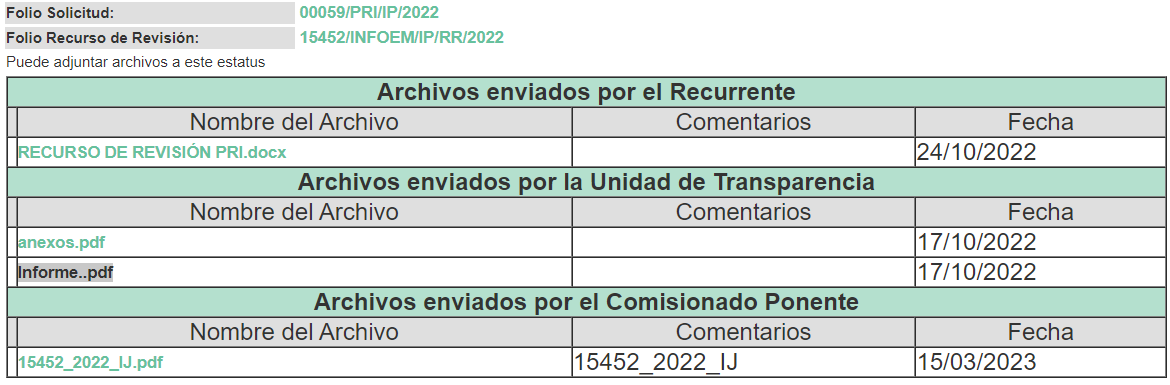 Folio Solicitud: 00059/PRI/IP/2022
Folio Recurso de Revisión: 15452/INFOEM/IP/RR/2022
Puede adjuntar archivos a este estatus
Archivos enviados por el Recurrente
Nombre del Archivo Comentarios Fecha
RECURSO DE REVISIÓN PRI.docx 24/10/2022
Archivos enviados por la Unidad de Transparencia
Nombre del Archivo Comentarios Fecha
anexos.pdf 17/10/2022
Informe..pdf 17/10/2022
Archivos enviados por el Comisionado Ponente
Nombre del Archivo Comentarios Fecha
15452_2022_IJ.pdf 15452_2022_IJ 15/03/2023